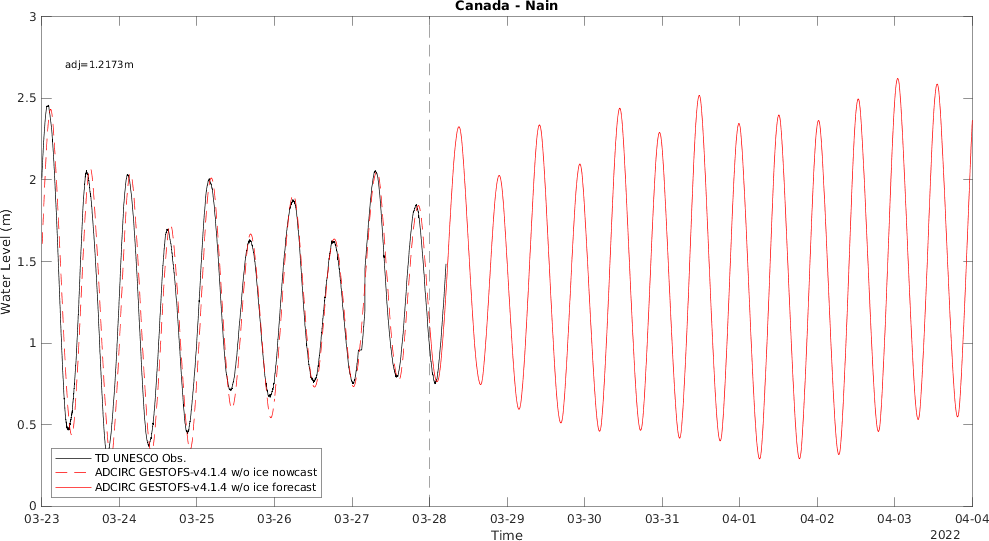 Canada - Nain
3
adj=1.2173m
2.5
2
Water Level (m)
1.5
1
0.5
TD UNESCO Obs.
ADCIRC GESTOFS-v4.1.4 w/o ice nowcast
ADCIRC GESTOFS-v4.1.4 w/o ice forecast
0
03-23 03-24 03-25 03-26 03-27 03-28 03-29 03-30 03-31 04-01 04-02 04-03 04-04
Time
2022